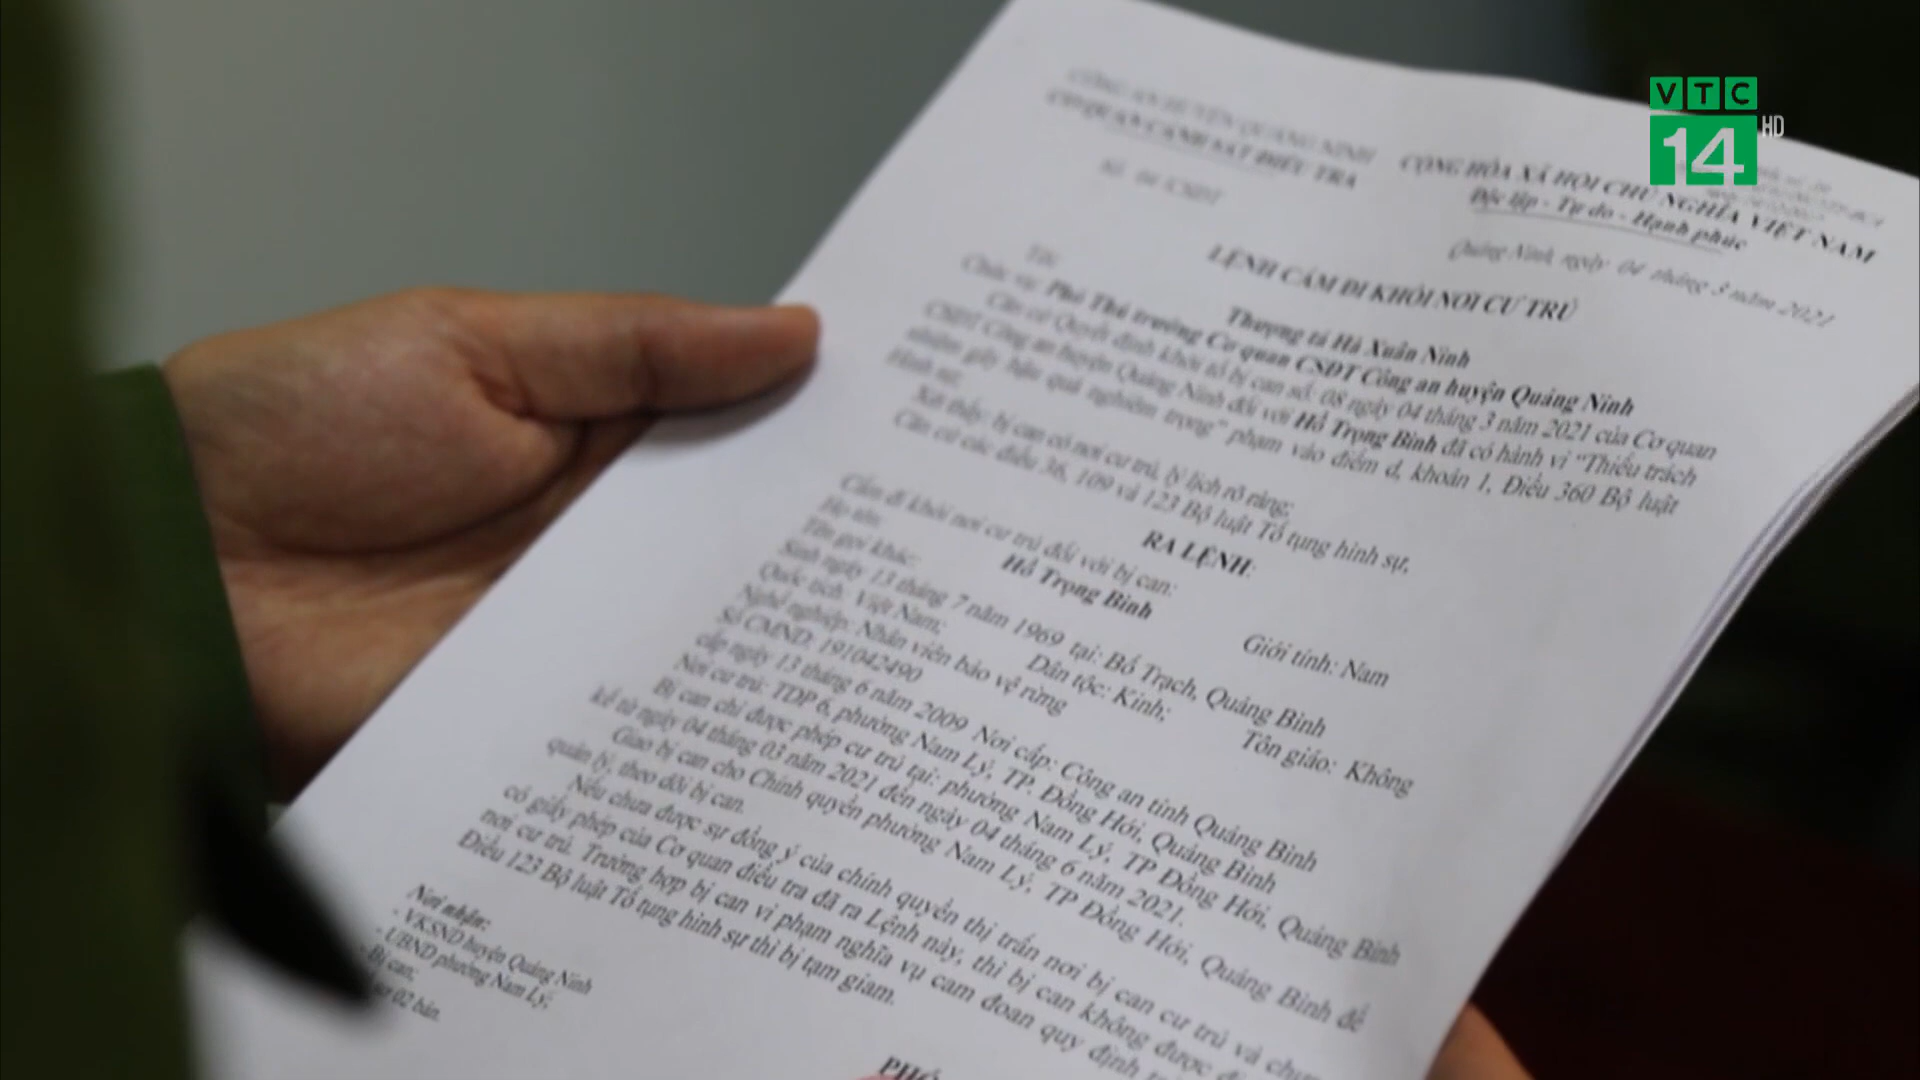 VTC
14 HD
CÔNG AN HUYỆN QUẢNG NINH
CƠ QUAN CẢNH SÁT ĐIỀU TRA
CỘNG HÒA XÃ HỘI CHỦ NGHĨA VIỆT NAM
Độc lập - Tự do - Hạnh phúc
Quảng Ninh, ngày 04 tháng 3 năm 2021
LỆNH CẤM ĐI KHỎI NƠI CƯ TRÚ
Thượng tá Hà Xuân Ninh
Chức vụ: Phó Thủ trưởng Cơ quan CSĐT Công an huyện Quảng Ninh
Căn cứ Quyết định khởi tố bị can số: 08 ngày 04 tháng 3 năm 2021 của Cơ quan
CSĐT Công an huyện Quảng Ninh đối với Hồ Trọng Bình đã có hành vi “Thiếu trách
nhiệm gây hậu quả nghiêm trọng” phạm vào điểm d, khoản 1, Điều 360 Bộ luật
Hình sự.
Xét thấy: bị can có nơi cư trú, lý lịch rõ ràng;
Căn cứ các điều 36, 109 và 123 Bộ luật Tố tụng hình sự,
RA LỆNH:
Cấm đi khỏi nơi cư trú đối với bị can:
Họ tên: Hồ Trọng Bình Giới tính: Nam
Tên gọi khác:
Sinh ngày 13 tháng 7 năm 1969 tại: Bố Trạch, Quảng Bình
Quốc tịch: Việt Nam; Dân tộc: Kinh; Tôn giáo: Không
Nghề nghiệp: Nhân viên bảo vệ rừng
Số CMND: 191042490
cấp ngày 13 tháng 6 năm 2009 Nơi cấp: Công an tỉnh Quảng Bình
Nơi cư trú: TDP 6, phường Nam Lý, TP. Đồng Hới, Quảng Bình
Bị can chỉ được phép cư trú tại: phường Nam Lý, TP Đồng Hới, Quảng Bình
kể từ ngày 04 tháng 03 năm 2021 đến ngày 04 tháng 6 năm 2021.
Giao bị can cho Chính quyền phường Nam Lý, TP Đồng Hới, Quảng Bình để
quản lý, theo dõi bị can.
Nếu chưa được sự đồng ý của chính quyền thị trấn nơi bị can cư trú và chưa
có giấy phép của Cơ quan điều tra đã ra Lệnh này, thì bị can không được
nơi cư trú. Trường hợp bị can vi phạm nghĩa vụ cam đoan quy định
Điều 123 Bộ luật Tố tụng hình sự thì bị tạm giam.
Nơi nhận:
- VKSND huyện Quảng Ninh
- UBND phường Nam Lý;
- Bị can;
02 bản.
PHÓ